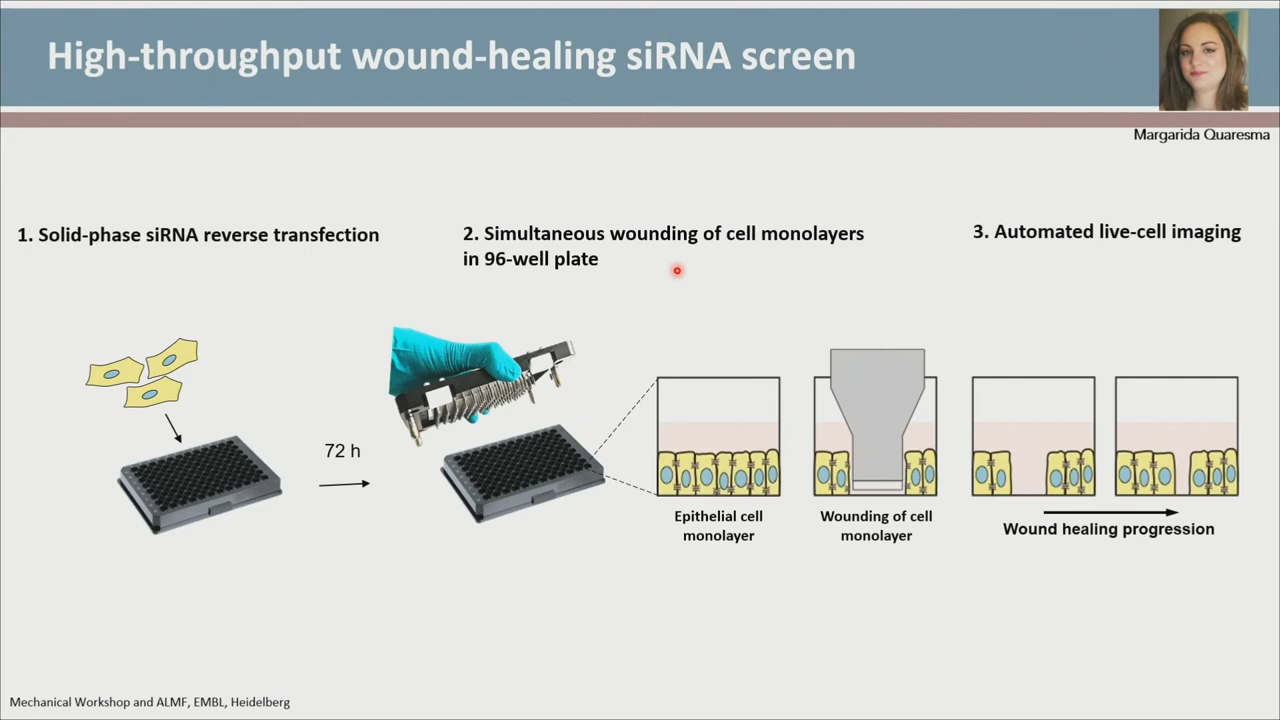 High-throughput wound-healing siRNA screen
Margarida Quaresma
1. Solid-phase siRNA reverse transfection
2. Simultaneous wounding of cell monolayers
in 96-well plate
3. Automated live-cell imaging
72 h
Epithelial cell
monolayer
Wounding of cell
monolayer
Wound healing progression
Mechanical Workshop and ALMF, EMBL, Heidelberg